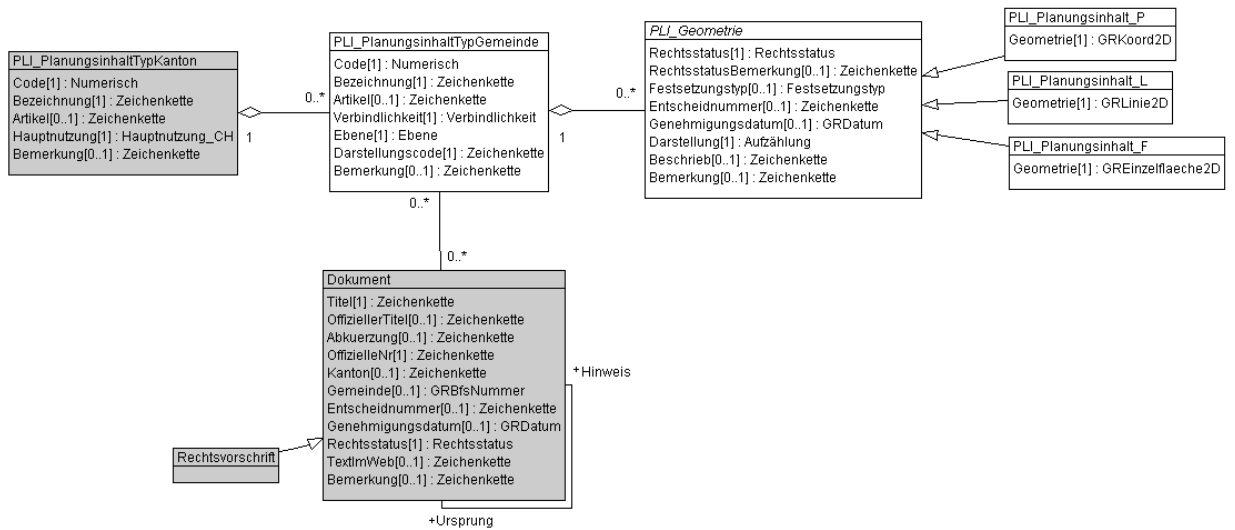 PLI_PlanungsinhaltTypKanton
Code[1] : Numerisch
Bezeichnung[1] : Zeichenkette
Artikel[0..1] : Zeichenkette
Hauptnutzung[1] : Hauptnutzung_CH
Bemerkung[0..1] : Zeichenkette
1
0..*
PLI_PlanungsinhaltTypGemeinde
Code[1] : Numerisch
Bezeichnung[1] : Zeichenkette
Artikel[0..1] : Zeichenkette
Verbindlichkeit[1] : Verbindlichkeit
Ebene[1] : Ebene
Darstellungscode[1] : Zeichenkette
Bemerkung[0..1] : Zeichenkette
1
0..*
PLI_Geometrie
Rechtsstatus[1] : Rechtsstatus
RechtsstatusBemerkung[0..1] : Zeichenkette
Festsetzungstyp[0..1] : Festsetzungstyp
Entscheidnummer[0..1] : Zeichenkette
Genehmigungsdatum[0..1] : GRDatum
Darstellung[1] : Aufzählung
Beschrieb[0..1] : Zeichenkette
Bemerkung[0..1] : Zeichenkette
PLI_Planungsinhalt_P
Geometrie[1] : GRKoord2D
PLI_Planungsinhalt_L
Geometrie[1] : GRLinie2D
PLI_Planungsinhalt_F
Geometrie[1] : GREinzelflaeche2D
0..*
0..*
Dokument
Titel[1] : Zeichenkette
OffiziellerTitel[0..1] : Zeichenkette
Abkuerzung[0..1] : Zeichenkette
OffizielleNr[1] : Zeichenkette
Kanton[0..1] : Zeichenkette
Gemeinde[0..1] : GRBfsNummer
Entscheidnummer[0..1] : Zeichenkette
Genehmigungsdatum[0..1] : GRDatum
Rechtsstatus[1] : Rechtsstatus
TextImWeb[0..1] : Zeichenkette
Bemerkung[0..1] : Zeichenkette
+Hinweis
Rechtsvorschrift
+Ursprung